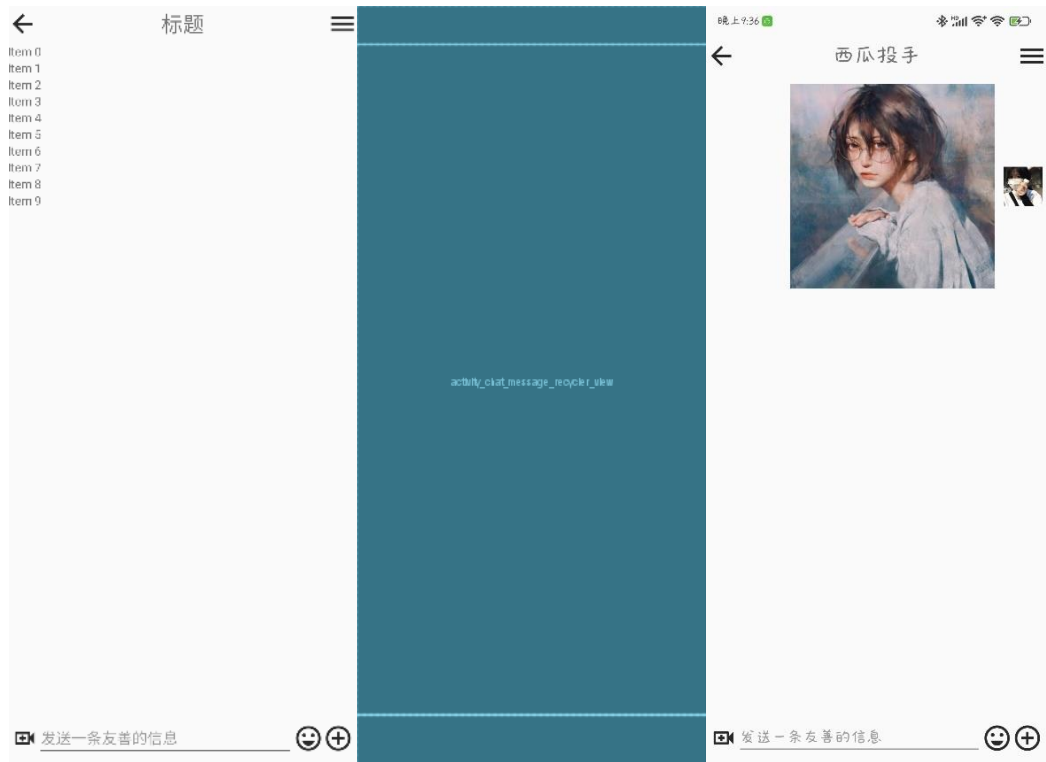 标题
Item 0
Item 1
Item 2
Item 3
Item 4
Item 5
Item 6
Item 7
Item 8
Item 9
发送一条友善的信息
activity_chat_message_recycler_view
晚上9:36
西瓜投手
发送一条友善的信息